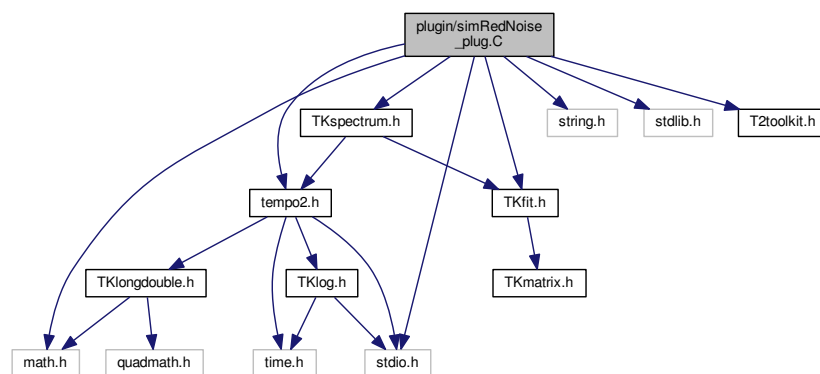 plugin/simRedNoise
_plug.C
TKspectrum.h
string.h
stdlib.h
T2toolkit.h
tempo2.h
TKfit.h
TKlongdouble.h
TKlog.h
TKmatrix.h
math.h
quadmath.h
time.h
stdio.h